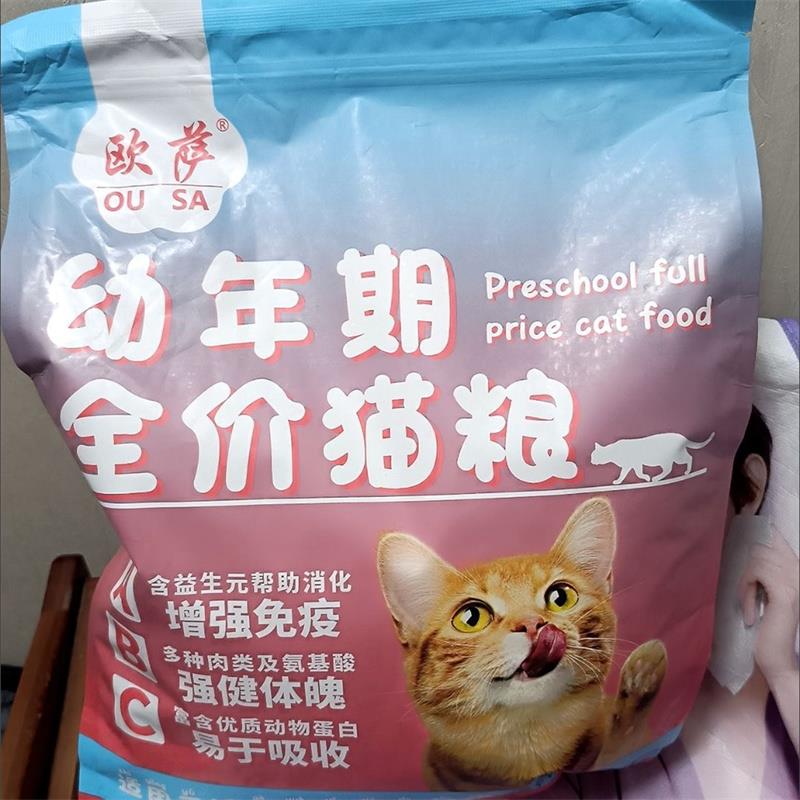 欧萨®
OU SA
幼年期
Preschool full
price cat food
全价猫粮
A
含益生元帮助消化
增强免疫
B
多种肉类及氨基酸
强健体魄
C
富含优质动物蛋白
易于吸收